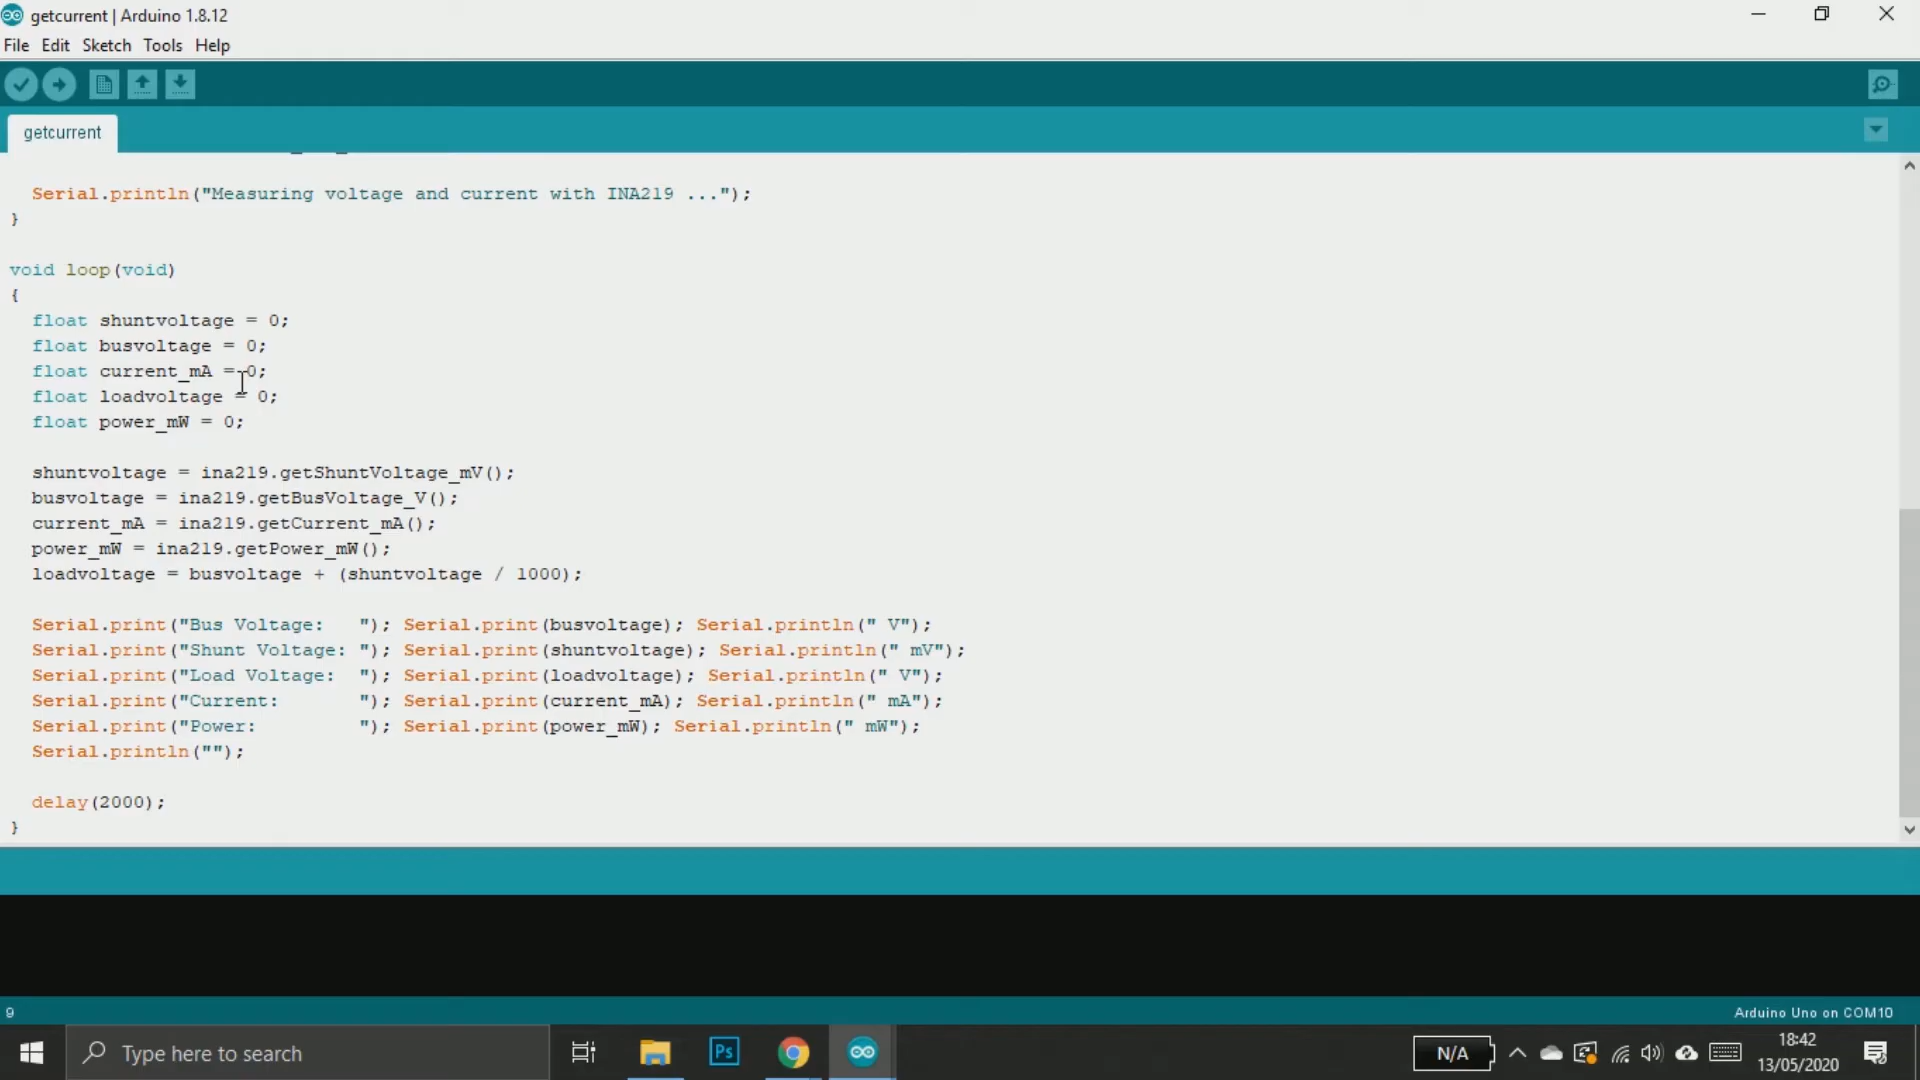 getcurrent | Arduino 1.8.12
File Edit Sketch Tools Help
getcurrent
Serial.println("Measuring voltage and current with INA219 ...");
}
void loop(void)
{
float shuntvoltage = 0;
float busvoltage = 0;
float current_mA = 0;
float loadvoltage = 0;
float power_mW = 0;
shuntvoltage = ina219.getShuntVoltage_mV();
busvoltage = ina219.getBusVoltage_V();
current_mA = ina219.getCurrent_mA();
power_mW = ina219.getPower_mW();
loadvoltage = busvoltage + (shuntvoltage / 1000);
Serial.print("Bus Voltage:   "); Serial.print(busvoltage); Serial.println(" V");
Serial.print("Shunt Voltage: "); Serial.print(shuntvoltage); Serial.println(" mV");
Serial.print("Load Voltage:  "); Serial.print(loadvoltage); Serial.println(" V");
Serial.print("Current:       "); Serial.print(current_mA); Serial.println(" mA");
Serial.print("Power:         "); Serial.print(power_mW); Serial.println(" mW");
Serial.println("");
delay(2000);
}
9
Arduino Uno on COM10
Type here to search
Ps
N/A
18:42
13/05/2020